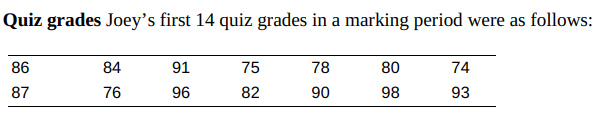 Quiz grades Joey’s first 14 quiz grades in a marking period were as follows:
86 84 91 75 78 80 74
87 76 96 82 90 98 93